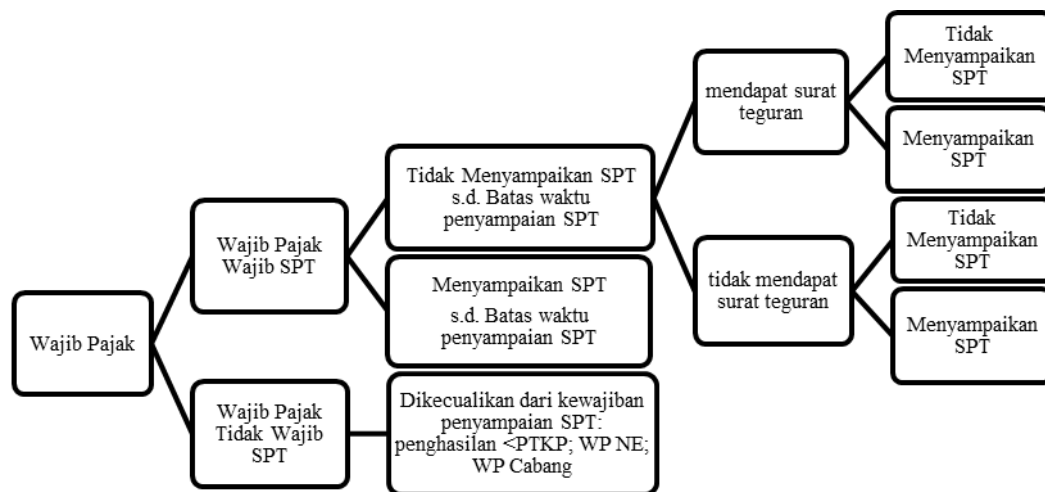 Wajib Pajak
Wajib Pajak
Wajib SPT
Tidak Menyampaikan SPT
s.d. Batas waktu
penyampaian SPT
mendapat surat
teguran
Tidak
Menyampaikan
SPT
Menyampaikan
SPT
tidak mendapat
surat teguran
Tidak
Menyampaikan
SPT
Menyampaikan
SPT
Menyampaikan SPT
s.d. Batas waktu
penyampaian SPT
Wajib Pajak
Tidak Wajib
SPT
Dikecualikan dari kewajiban
penyampaian SPT:
penghasilan <PTKP; WP NE;
WP Cabang